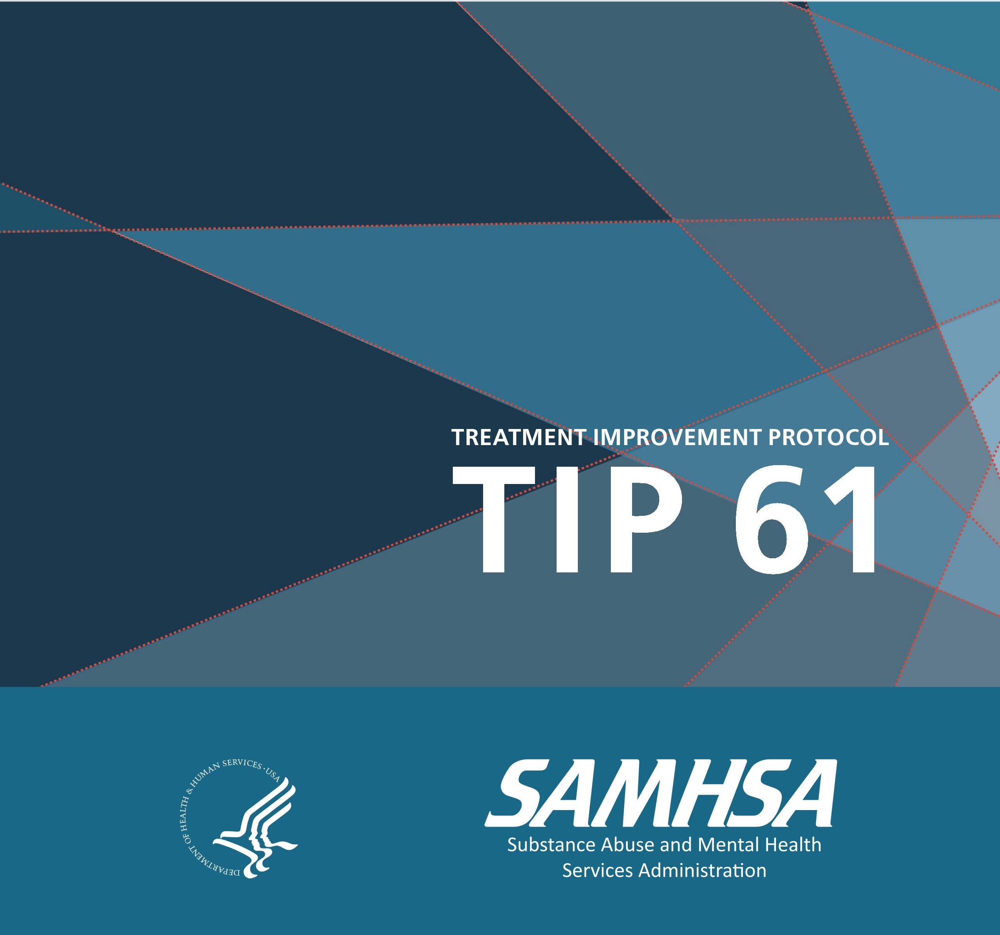 TREATMENT IMPROVEMENT PROTOCOL
TIP 61
DEPARTMENT OF HEALTH & HUMAN SERVICES · USA
SAMHSA
Substance Abuse and Mental Health
Services Administration